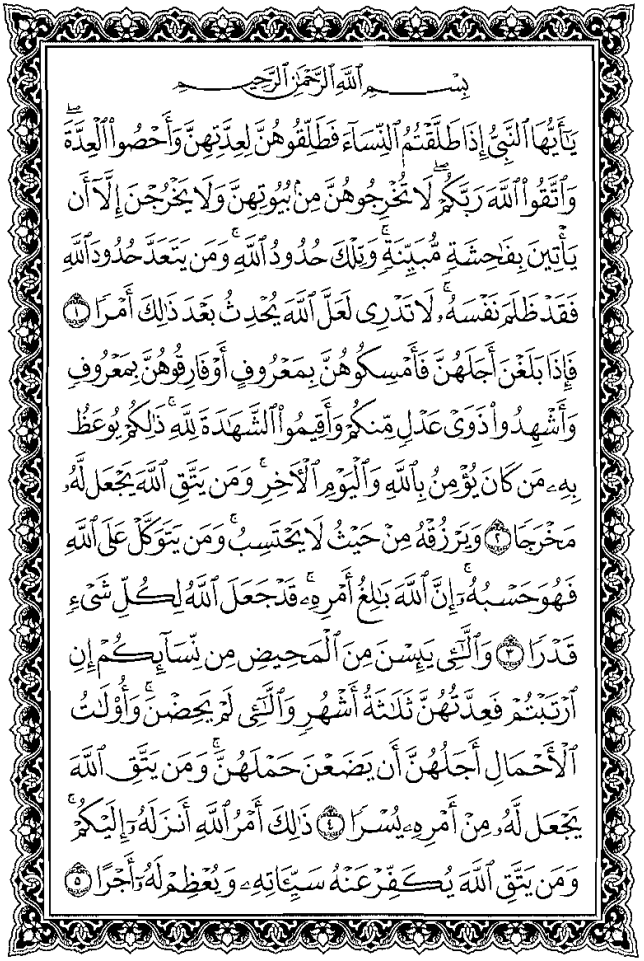 بِسْمِ ٱللَّهِ ٱلرَّحْمَٰنِ ٱلرَّحِيمِ
يَٰٓأَيُّهَا ٱلنَّبِىُّ إِذَا طَلَّقْتُمُ ٱلنِّسَآءَ فَطَلِّقُوهُنَّ لِعِدَّتِهِنَّ وَأَحْصُوا۟ ٱلْعِدَّةَ ۖ
وَٱتَّقُوا۟ ٱللَّهَ رَبَّكُمْ ۖ لَا تُخْرِجُوهُنَّ مِنۢ بُيُوتِهِنَّ وَلَا يَخْرُجْنَ إِلَّآ أَن
يَأْتِينَ بِفَٰحِشَةٍ مُّبَيِّنَةٍ ۚ وَتِلْكَ حُدُودُ ٱللَّهِ ۚ وَمَن يَتَعَدَّ حُدُودَ ٱللَّهِ
فَقَدْ ظَلَمَ نَفْسَهُۥ ۚ لَا تَدْرِى لَعَلَّ ٱللَّهَ يُحْدِثُ بَعْدَ ذَٰلِكَ أَمْرًا ١
فَإِذَا بَلَغْنَ أَجَلَهُنَّ فَأَمْسِكُوهُنَّ بِمَعْرُوفٍ أَوْ فَارِقُوهُنَّ بِمَعْرُوفٍ
وَأَشْهِدُوا۟ ذَوَىْ عَدْلٍ مِّنكُمْ وَأَقِيمُوا۟ ٱلشَّهَٰدَةَ لِلَّهِ ۚ ذَٰلِكُمْ يُوعَظُ
بِهِۦ مَن كَانَ يُؤْمِنُ بِٱللَّهِ وَٱلْيَوْمِ ٱلْءَاخِرِ ۚ وَمَن يَتَّقِ ٱللَّهَ يَجْعَل لَّهُۥ
مَخْرَجًا ٢ وَيَرْزُقْهُ مِنْ حَيْثُ لَا يَحْتَسِبُ ۚ وَمَن يَتَوَكَّلْ عَلَى ٱللَّهِ
فَهُوَ حَسْبُهُۥٓ ۚ إِنَّ ٱللَّهَ بَٰلِغُ أَمْرِهِۦ ۚ قَدْ جَعَلَ ٱللَّهُ لِكُلِّ شَىْءٍ
قَدْرًا ٣ وَٱلَّٰٓـِٔى يَئِسْنَ مِنَ ٱلْمَحِيضِ مِن نِّسَآئِكُمْ إِنِ
ٱرْتَبْتُمْ فَعِدَّتُهُنَّ ثَلَٰثَةُ أَشْهُرٍ وَٱلَّٰٓـِٔى لَمْ يَحِضْنَ ۚ وَأُو۟لَٰتُ
ٱلْأَحْمَالِ أَجَلُهُنَّ أَن يَضَعْنَ حَمْلَهُنَّ ۚ وَمَن يَتَّقِ ٱللَّهَ
يَجْعَل لَّهُۥ مِنْ أَمْرِهِۦ يُسْرًا ٤ ذَٰلِكَ أَمْرُ ٱللَّهِ أَنزَلَهُۥٓ إِلَيْكُمْ ۚ
وَمَن يَتَّقِ ٱللَّهَ يُكَفِّرْ عَنْهُ سَيِّـَٔاتِهِۦ وَيُعْظِمْ لَهُۥٓ أَجْرًا ٥